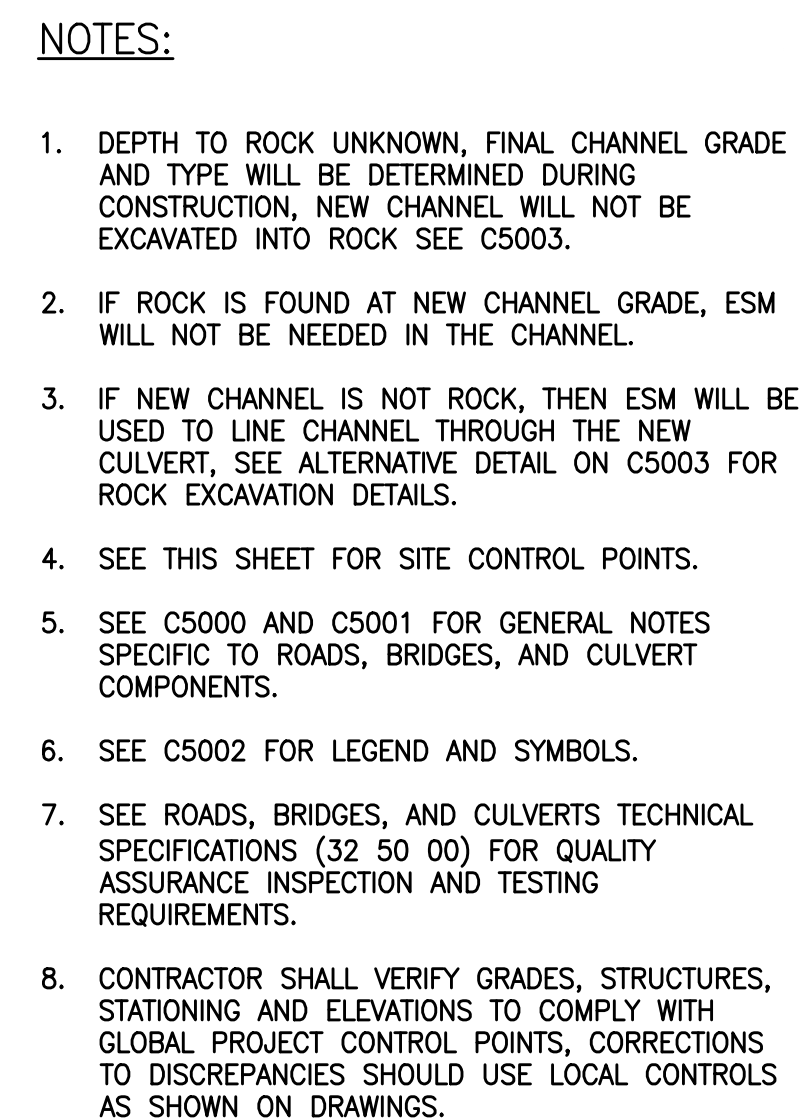 NOTES:
1. DEPTH TO ROCK UNKNOWN, FINAL CHANNEL GRADE
AND TYPE WILL BE DETERMINED DURING
CONSTRUCTION, NEW CHANNEL WILL NOT BE
EXCAVATED INTO ROCK SEE C5003.
2. IF ROCK IS FOUND AT NEW CHANNEL GRADE, ESM
WILL NOT BE NEEDED IN THE CHANNEL.
3. IF NEW CHANNEL IS NOT ROCK, THEN ESM WILL BE
USED TO LINE CHANNEL THROUGH THE NEW
CULVERT, SEE ALTERNATIVE DETAIL ON C5003 FOR
ROCK EXCAVATION DETAILS.
4. SEE THIS SHEET FOR SITE CONTROL POINTS.
5. SEE C5000 AND C5001 FOR GENERAL NOTES
SPECIFIC TO ROADS, BRIDGES, AND CULVERT
COMPONENTS.
6. SEE C5002 FOR LEGEND AND SYMBOLS.
7. SEE ROADS, BRIDGES, AND CULVERTS TECHNICAL
SPECIFICATIONS (32 50 00) FOR QUALITY
ASSURANCE INSPECTION AND TESTING
REQUIREMENTS.
8. CONTRACTOR SHALL VERIFY GRADES, STRUCTURES,
STATIONING AND ELEVATIONS TO COMPLY WITH
GLOBAL PROJECT CONTROL POINTS, CORRECTIONS
TO DISCREPANCIES SHOULD USE LOCAL CONTROLS
AS SHOWN ON DRAWINGS.